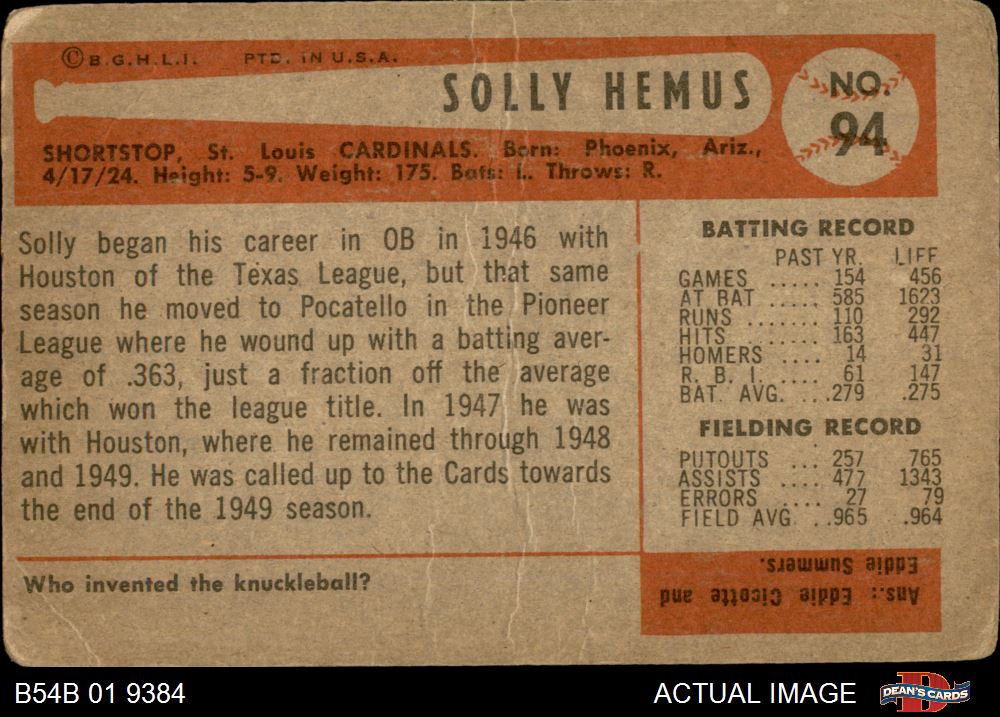 ©B.G.H.L.I. PTD. IN U.S.A.
SOLLY HEMUS
NO.
94
SHORTSTOP, St. Louis CARDINALS. Born: Phoenix, Ariz.,
4/17/24. Height: 5-9. Weight: 175. Bats: L. Throws: R.
Solly began his career in OB in 1946 with
Houston of the Texas League, but that same
season he moved to Pocatello in the Pioneer
League where he wound up with a batting aver-
age of .363, just a fraction off the average
which won the league title. In 1947 he was
with Houston, where he remained through 1948
and 1949. He was called up to the Cards towards
the end of the 1949 season.
BATTING RECORD
PAST YR. LIFE
GAMES ..... 154 456
AT BAT ..... 585 1623
RUNS ....... 110 292
HITS ....... 163 447
HOMERS .... 14 31
R. B. I. .... 61 147
BAT. AVG. ...279 .275
FIELDING RECORD
PUTOUTS ... 257 765
ASSISTS .... 477 1343
ERRORS .... 27 79
FIELD AVG. ..965 .964
Who invented the knuckleball?
Ans.: Eddie Cicotte and
Eddie Summers.
B54B 01 9384
ACTUAL IMAGE
D
DEAN'S CARDS